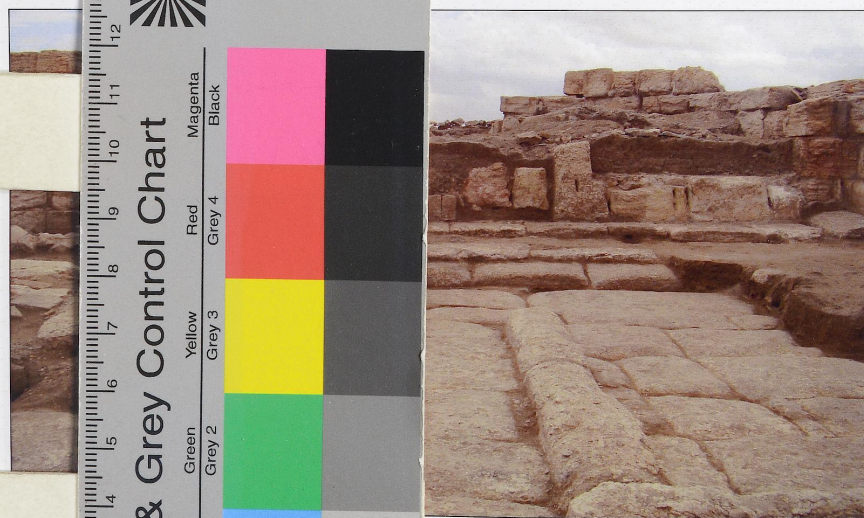 & Grey Control Chart
Magenta
Black
Red
Grey 4
Yellow
Grey 3
Green
Grey 2
12
11
10
9
8
7
6
5
4